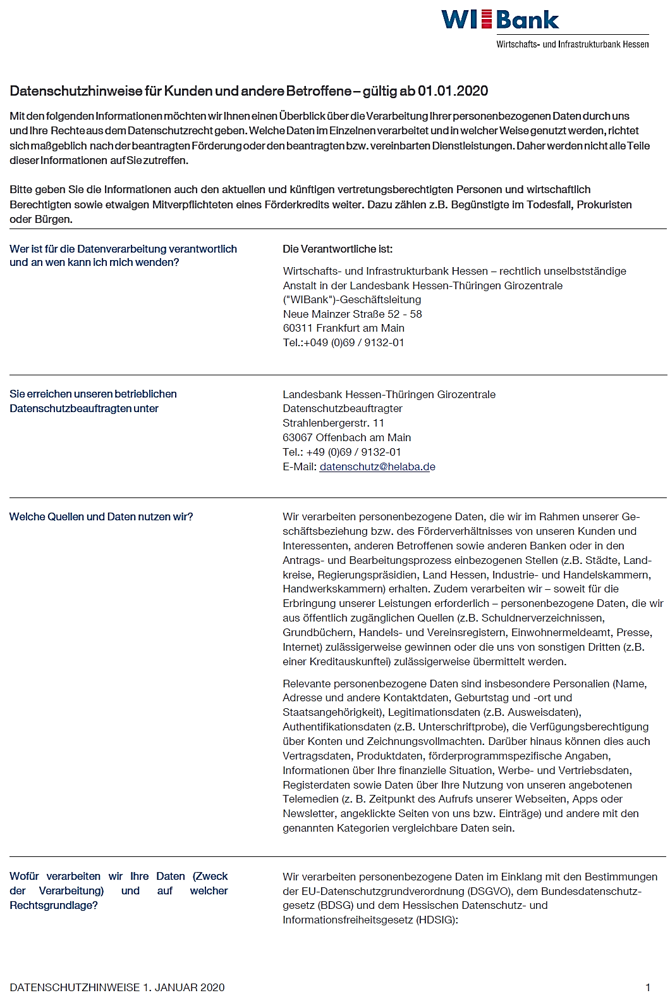 WIBank
Wirtschafts- und Infrastrukturbank Hessen
Datenschutzhinweise für Kunden und andere Betroffene – gültig ab 01.01.2020
Mit den folgenden Informationen möchten wir Ihnen einen Überblick über die Verarbeitung Ihrer personenbezogenen Daten durch uns
und Ihre Rechte aus dem Datenschutzrecht geben. Welche Daten im Einzelnen verarbeitet und in welcher Weise genutzt werden, richtet
sich maßgeblich nach der beantragten Förderung oder den beantragten bzw. vereinbarten Dienstleistungen. Daher werden nicht alle Teile
dieser Informationen auf Sie zutreffen.
Bitte geben Sie die Informationen auch den aktuellen und künftigen vertretungsberechtigten Personen und wirtschaftlich
Berechtigten sowie etwaigen Mitverpflichteten eines Förderkredits weiter. Dazu zählen z.B. Begünstigte im Todesfall, Prokuristen
oder Bürgen.
Wer ist für die Datenverarbeitung verantwortlich
und an wen kann ich mich wenden?
Die Verantwortliche ist:
Wirtschafts- und Infrastrukturbank Hessen – rechtlich unselbstständige
Anstalt in der Landesbank Hessen-Thüringen Girozentrale
("WIBank")-Geschäftsleitung
Neue Mainzer Straße 52 - 58
60311 Frankfurt am Main
Tel.:+049 (0)69 / 9132-01
Sie erreichen unseren betrieblichen
Datenschutzbeauftragten unter
Landesbank Hessen-Thüringen Girozentrale
Datenschutzbeauftragter
Strahlenbergerstr. 11
63067 Offenbach am Main
Tel.: +49 (0)69 / 9132-01
E-Mail: datenschutz@helaba.de
Welche Quellen und Daten nutzen wir?
Wir verarbeiten personenbezogene Daten, die wir im Rahmen unserer Ge-
schäftsbeziehung bzw. des Förderverhältnisses von unseren Kunden und
Interessenten, anderen Betroffenen sowie anderen Banken oder in den
Antrags- und Bearbeitungsprozess einbezogenen Stellen (z.B. Städte, Land-
kreise, Regierungspräsidien, Land Hessen, Industrie- und Handelskammern,
Handwerkskammern) erhalten. Zudem verarbeiten wir – soweit für die
Erbringung unserer Leistungen erforderlich – personenbezogene Daten, die wir
aus öffentlich zugänglichen Quellen (z.B. Schuldnerverzeichnissen,
Grundbüchern, Handels- und Vereinsregistern, Einwohnermeldeamt, Presse,
Internet) zulässigerweise gewinnen oder die uns von sonstigen Dritten (z.B.
einer Kreditauskunftei) zulässigerweise übermittelt werden.
Relevante personenbezogene Daten sind insbesondere Personalien (Name,
Adresse und andere Kontaktdaten, Geburtstag und -ort und
Staatsangehörigkeit), Legitimationsdaten (z.B. Ausweisdaten),
Authentifikationsdaten (z.B. Unterschriftprobe), die Verfügungsberechtigung
über Konten und Zeichnungsvollmachten. Darüber hinaus können dies auch
Vertragsdaten, Produktdaten, förderprogrammspezifische Angaben,
Informationen über Ihre finanzielle Situation, Werbe- und Vertriebsdaten,
Registerdaten sowie Daten über Ihre Nutzung von unseren angebotenen
Telemedien (z. B. Zeitpunkt des Aufrufs unserer Webseiten, Apps oder
Newsletter, angeklickte Seiten von uns bzw. Einträge) und andere mit den
genannten Kategorien vergleichbare Daten sein.
Wofür verarbeiten wir Ihre Daten (Zweck
der Verarbeitung) und auf welcher
Rechtsgrundlage?
Wir verarbeiten personenbezogene Daten im Einklang mit den Bestimmungen
der EU-Datenschutzgrundverordnung (DSGVO), dem Bundesdatenschutz-
gesetz (BDSG) und dem Hessischen Datenschutz- und
Informationsfreiheitsgesetz (HDSIG):
DATENSCHUTZHINWEISE 1. JANUAR 2020
1